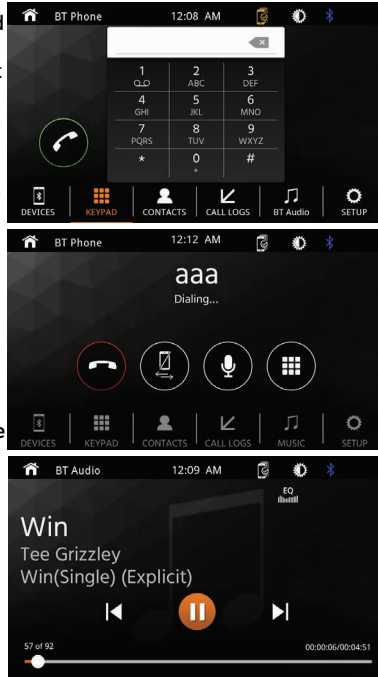 d
t
BT Phone 12:08 AM
1 2 3
ABC DEF
4 5 6
GHI JKL MNO
7 8 9
PQRS TUV WXYZ
* 0 #
+
DEVICES KEYPAD CONTACTS CALL LOGS BT Audio SETUP
BT Phone 12:12 AM
aaa
Dialing...
e
DEVICES KEYPAD CONTACTS CALL LOGS MUSIC SETUP
BT Audio 12:09 AM
EQ
Win
Tee Grizzley
Win(Single) (Explicit)
57 of 92 00:00:06/00:04:51